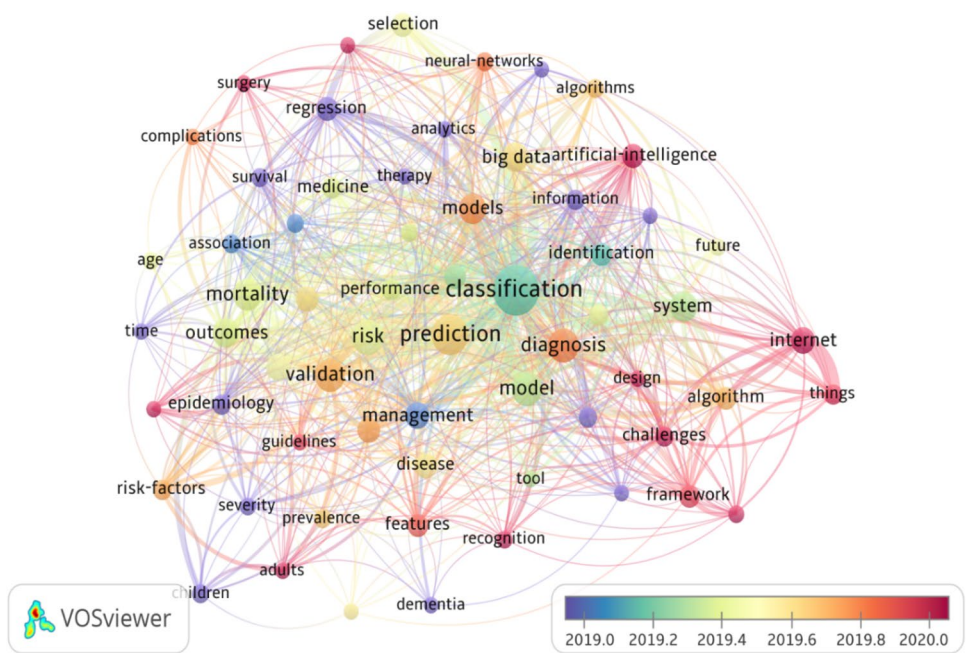 selection
neural-networks
surgery
algorithms
regression
complications
analytics
big data
artificial-intelligence
survival
therapy
medicine
information
models
association
identification
future
age
performance
classification
mortality
system
time
outcomes
risk
prediction
diagnosis
internet
validation
design
model
things
algorithm
epidemiology
management
guidelines
challenges
disease
tool
risk-factors
framework
severity
prevalence
features
recognition
adults
children
dementia
VOSviewer
2019.0 2019.2 2019.4 2019.6 2019.8 2020.0